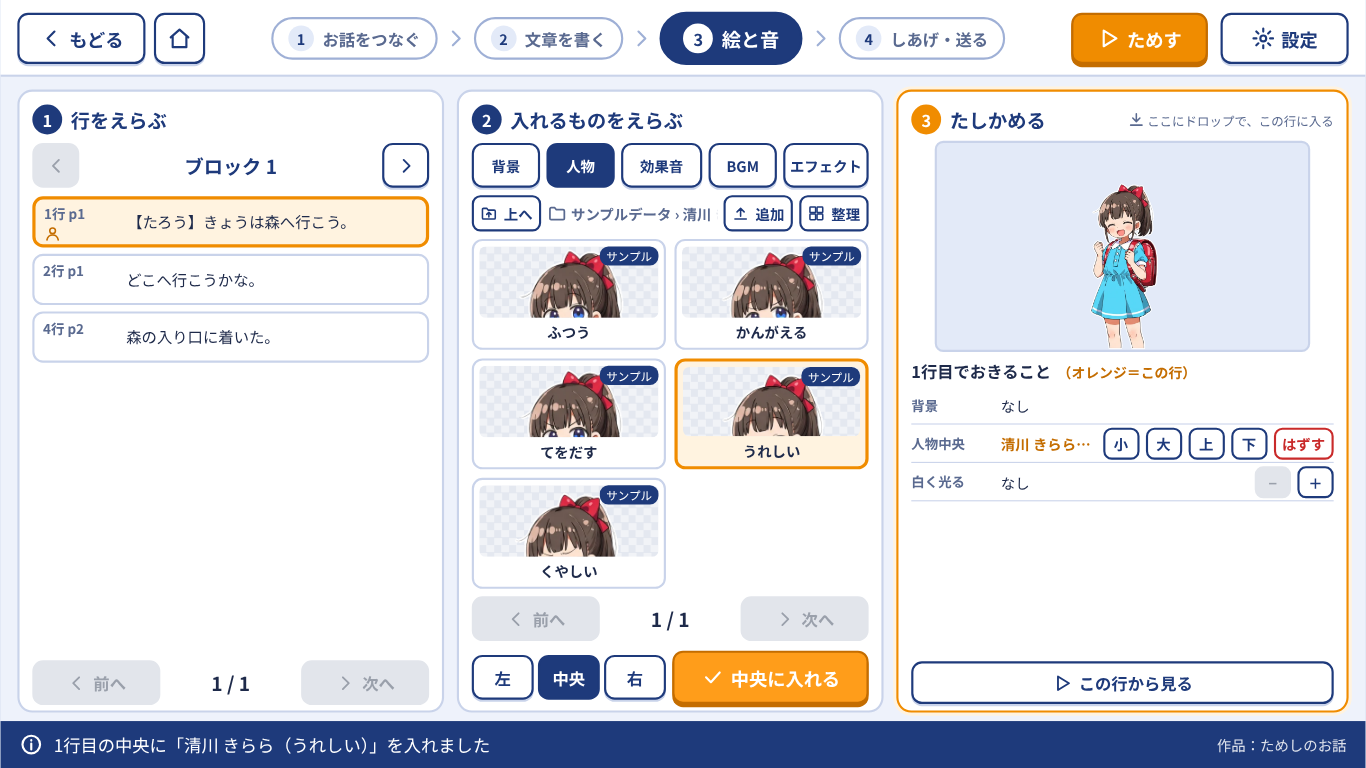 もどる
1 お話をつなぐ
2 文章を書く
3 絵と音
4 しあげ・送る
ためす
設定
1 行をえらぶ
ブロック 1
1行 p1 【たろう】きょうは森へ行こう。
2行 p1 どこへ行こうかな。
4行 p2 森の入り口に着いた。
前へ 1 / 1 次へ
2 入れるものをえらぶ
背景 人物 効果音 BGM エフェクト
上へ サンプルデータ › 清川 追加 整理
サンプル
ふつう
サンプル
かんがえる
サンプル
てをだす
サンプル
うれしい
サンプル
くやしい
前へ 1 / 1 次へ
左 中央 右 中央に入れる
3 たしかめる ここにドロップで、この行に入る
1行目でおきること （オレンジ＝この行）
背景 なし
人物中央 清川 きらら… 小 大 上 下 はずす
白く光る なし － ＋
この行から見る
1行目の中央に「清川 きらら（うれしい）」を入れました
作品：ためしのお話